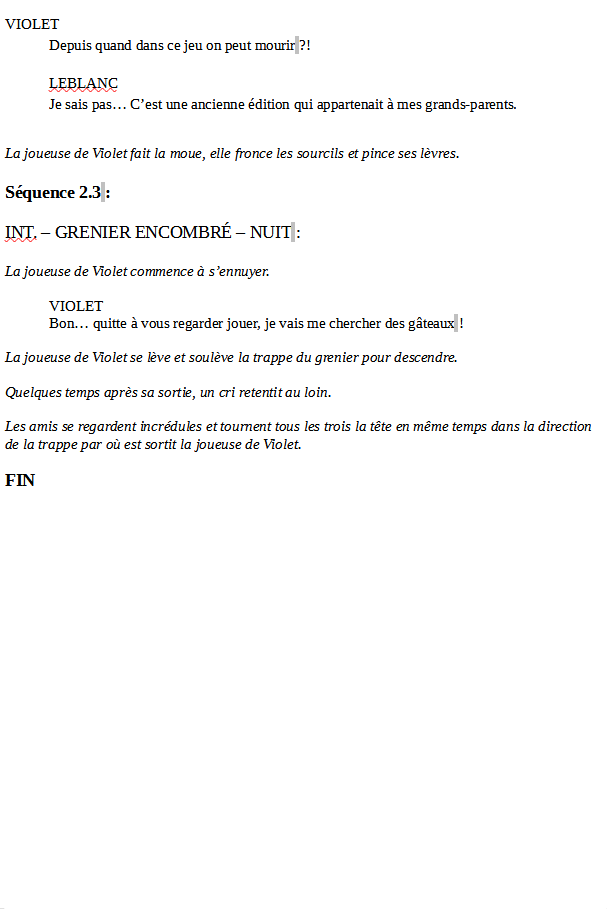 VIOLET
Depuis quand dans ce jeu on peut mourir ?!
LEBLANC
Je sais pas… C’est une ancienne édition qui appartenait à mes grands-parents.
La joueuse de Violet fait la moue, elle fronce les sourcils et pince ses lèvres.
Séquence 2.3 :
INT. – GRENIER ENCOMBRÉ – NUIT :
La joueuse de Violet commence à s’ennuyer.
VIOLET
Bon… quitte à vous regarder jouer, je vais me chercher des gâteaux !
La joueuse de Violet se lève et soulève la trappe du grenier pour descendre.
Quelques temps après sa sortie, un cri retentit au loin.
Les amis se regardent incrédules et tournent tous les trois la tête en même temps dans la direction
de la trappe par où est sortit la joueuse de Violet.
FIN